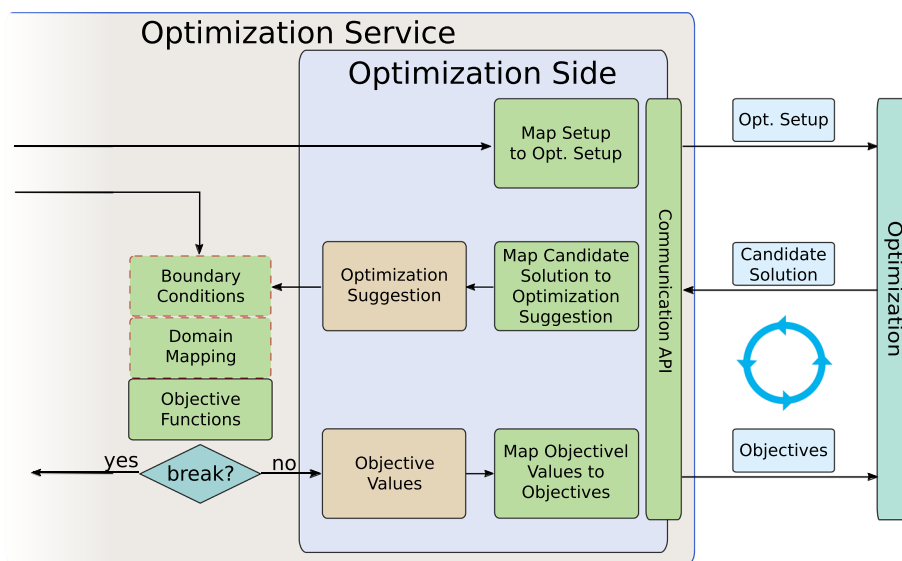 Optimization Service
Optimization Side
Map Setup
to Opt. Setup
Opt. Setup
Communication API
Optimization
Boundary
Conditions
Optimization
Suggestion
Map Candidate
Solution to
Optimization
Suggestion
Candidate
Solution
Domain
Mapping
Objective
Functions
yes
break?
no
Objective
Values
Map Objectivel
Values to
Objectives
Objectives